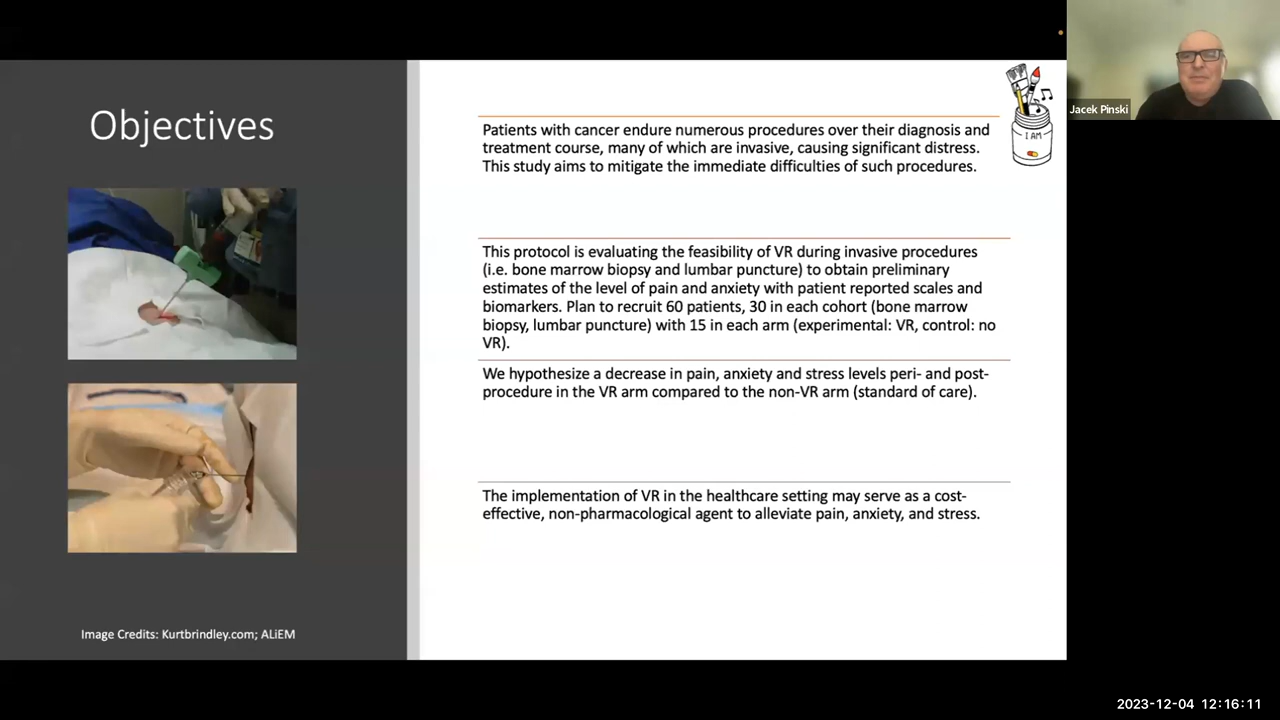 Objectives
Patients with cancer endure numerous procedures over their diagnosis and
treatment course, many of which are invasive, causing significant distress.
This study aims to mitigate the immediate difficulties of such procedures.
I AM
Jacek Pinski
This protocol is evaluating the feasibility of VR during invasive procedures
(i.e. bone marrow biopsy and lumbar puncture) to obtain preliminary
estimates of the level of pain and anxiety with patient reported scales and
biomarkers. Plan to recruit 60 patients, 30 in each cohort (bone marrow
biopsy, lumbar puncture) with 15 in each arm (experimental: VR, control: no
VR).
We hypothesize a decrease in pain, anxiety and stress levels peri- and post-
procedure in the VR arm compared to the non-VR arm (standard of care).
The implementation of VR in the healthcare setting may serve as a cost-
effective, non-pharmacological agent to alleviate pain, anxiety, and stress.
Image Credits: Kurtbrindley.com; ALiEM
2023-12-04 12:16:11